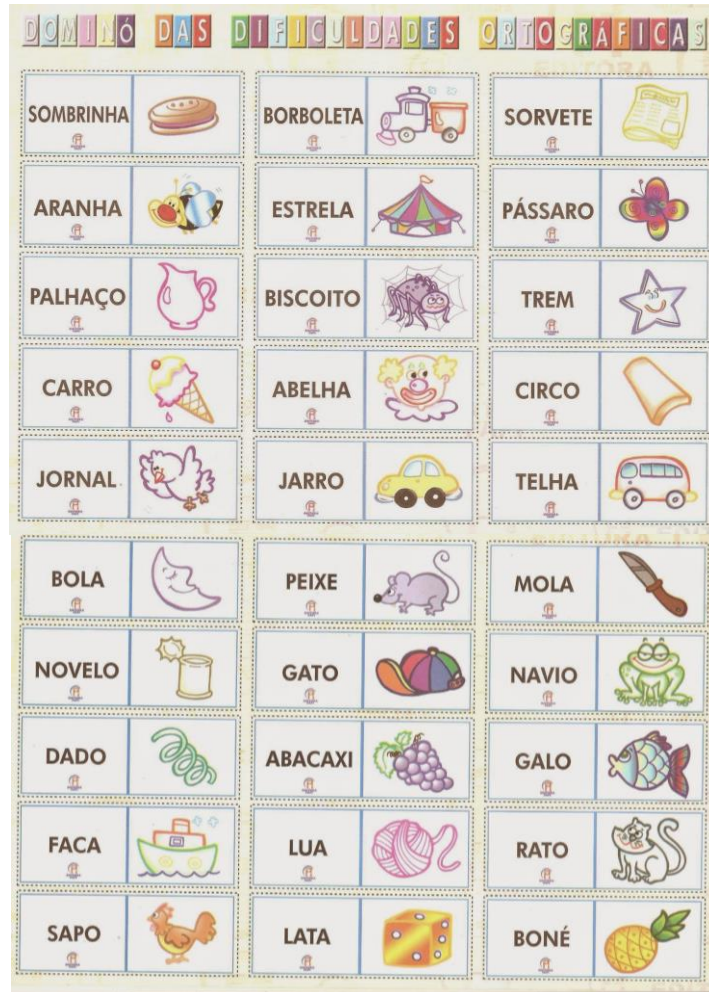 DOMINÓ DAS DIFICULDADES ORTOGRÁFICAS
SOMBRINHA
BORBOLETA
SORVETE
ARANHA
ESTRELA
PÁSSARO
PALHAÇO
BISCOITO
TREM
CARRO
ABELHA
CIRCO
JORNAL
JARRO
TELHA
BOLA
PEIXE
MOLA
NOVELO
GATO
NAVIO
DADO
ABACAXI
GALO
FACA
LUA
RATO
SAPO
LATA
BONÉ